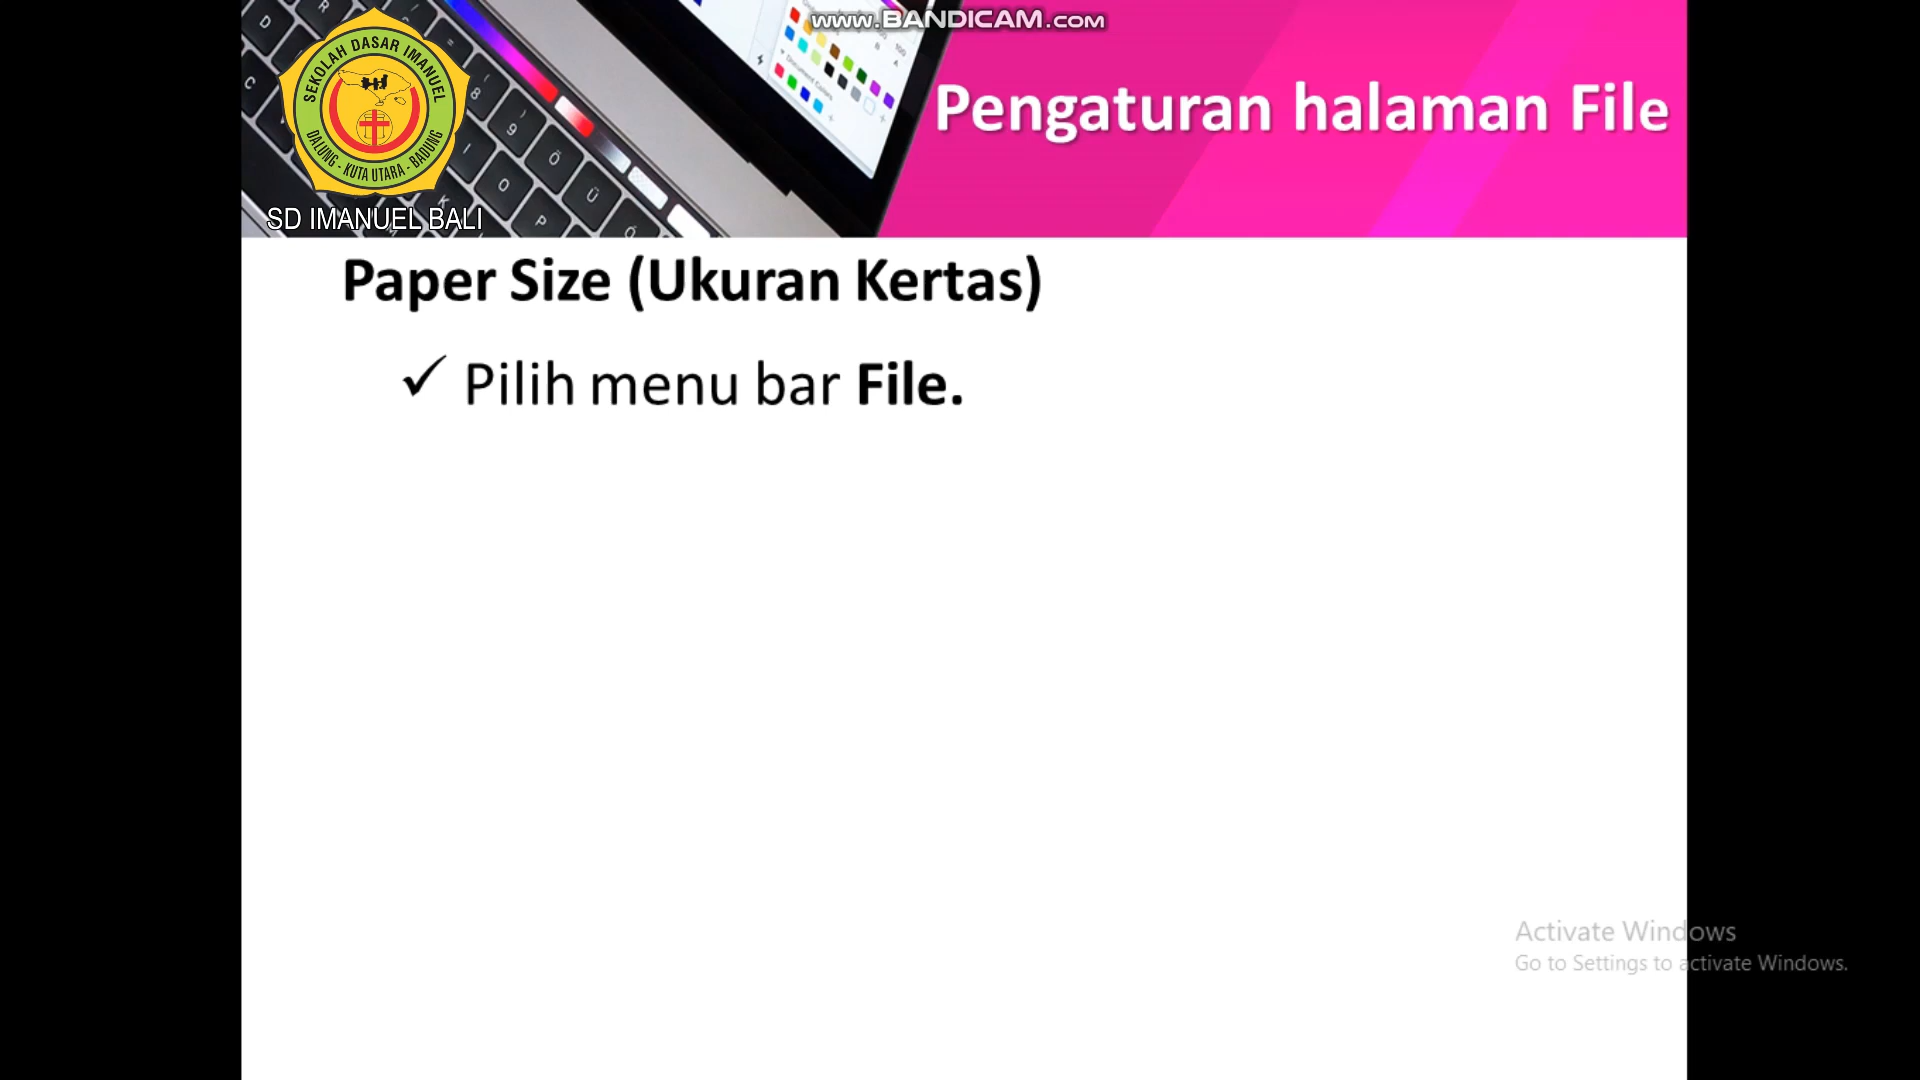 www.BANDICAM.com
SEKOLAH DASAR IMANUEL
DALUNG - KUTA UTARA - BADUNG
SD IMANUEL BALI
Pengaturan halaman File
Paper Size (Ukuran Kertas)
✓ Pilih menu bar File.
Activate Windows
Go to Settings to activate Windows.